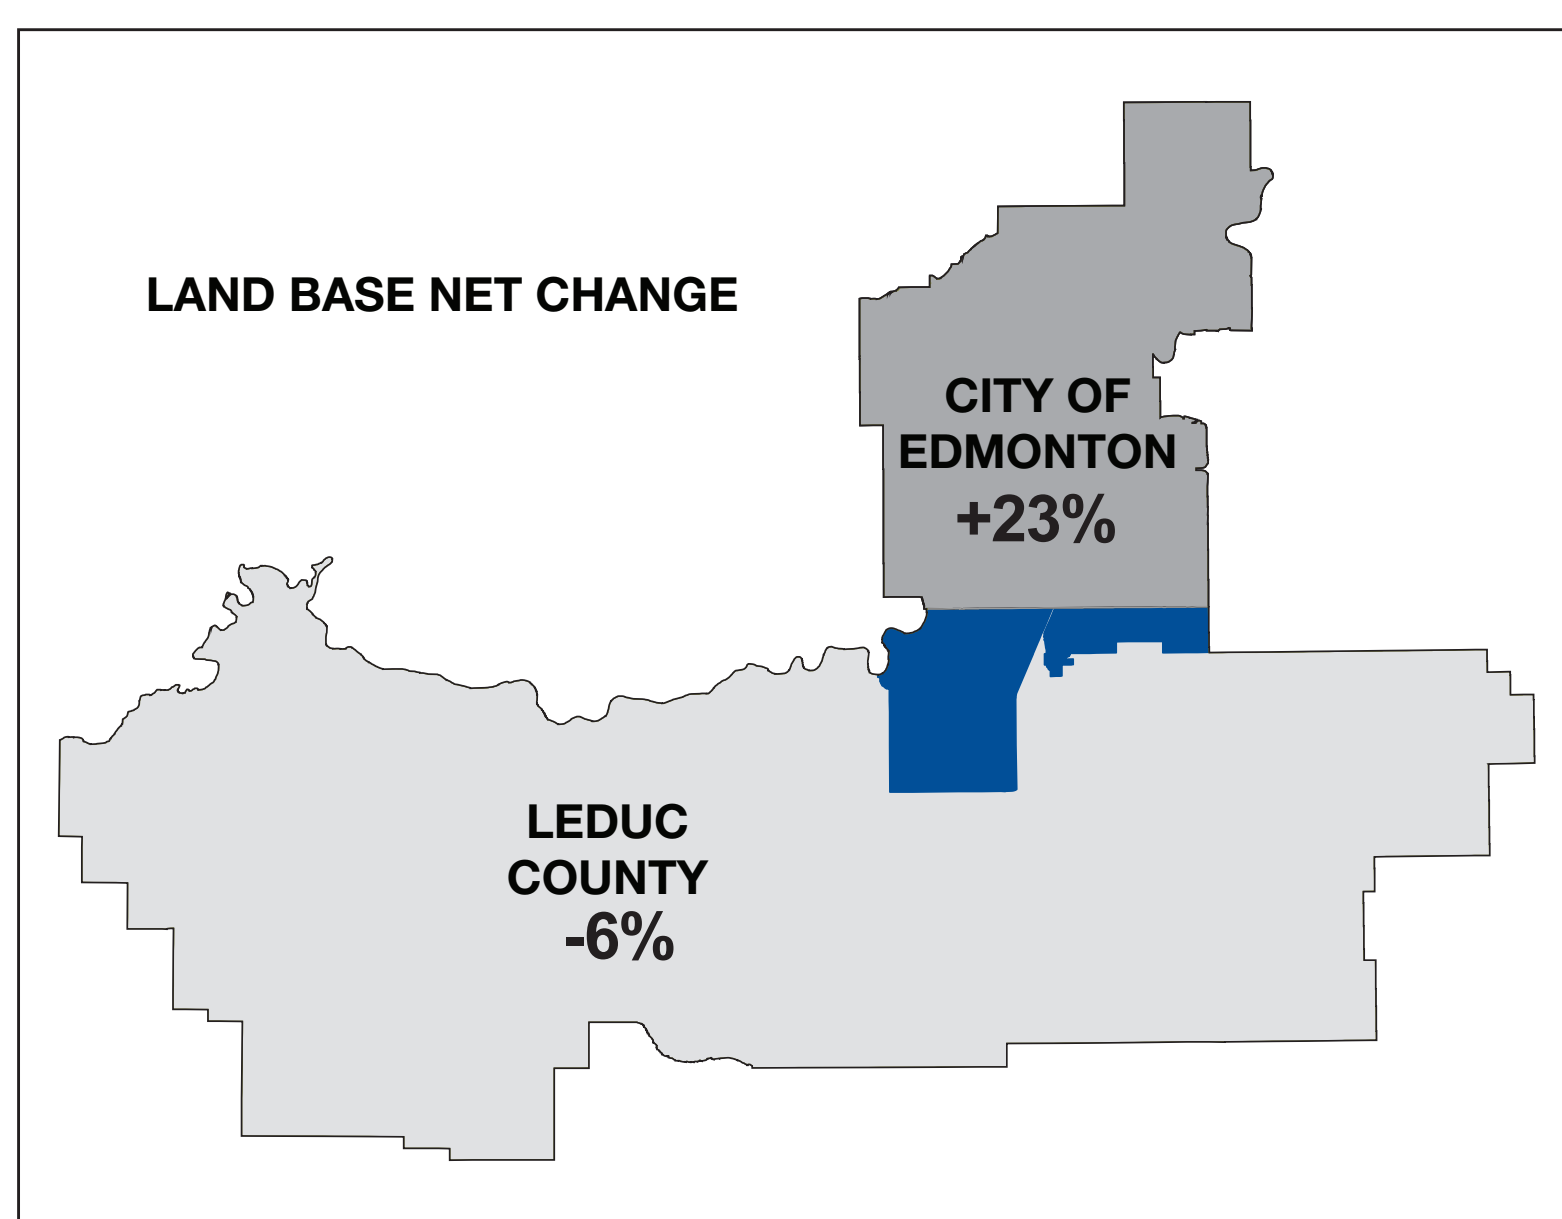 LAND BASE NET CHANGE
CITY OF
EDMONTON
+23%
LEDUC
COUNTY
-6%